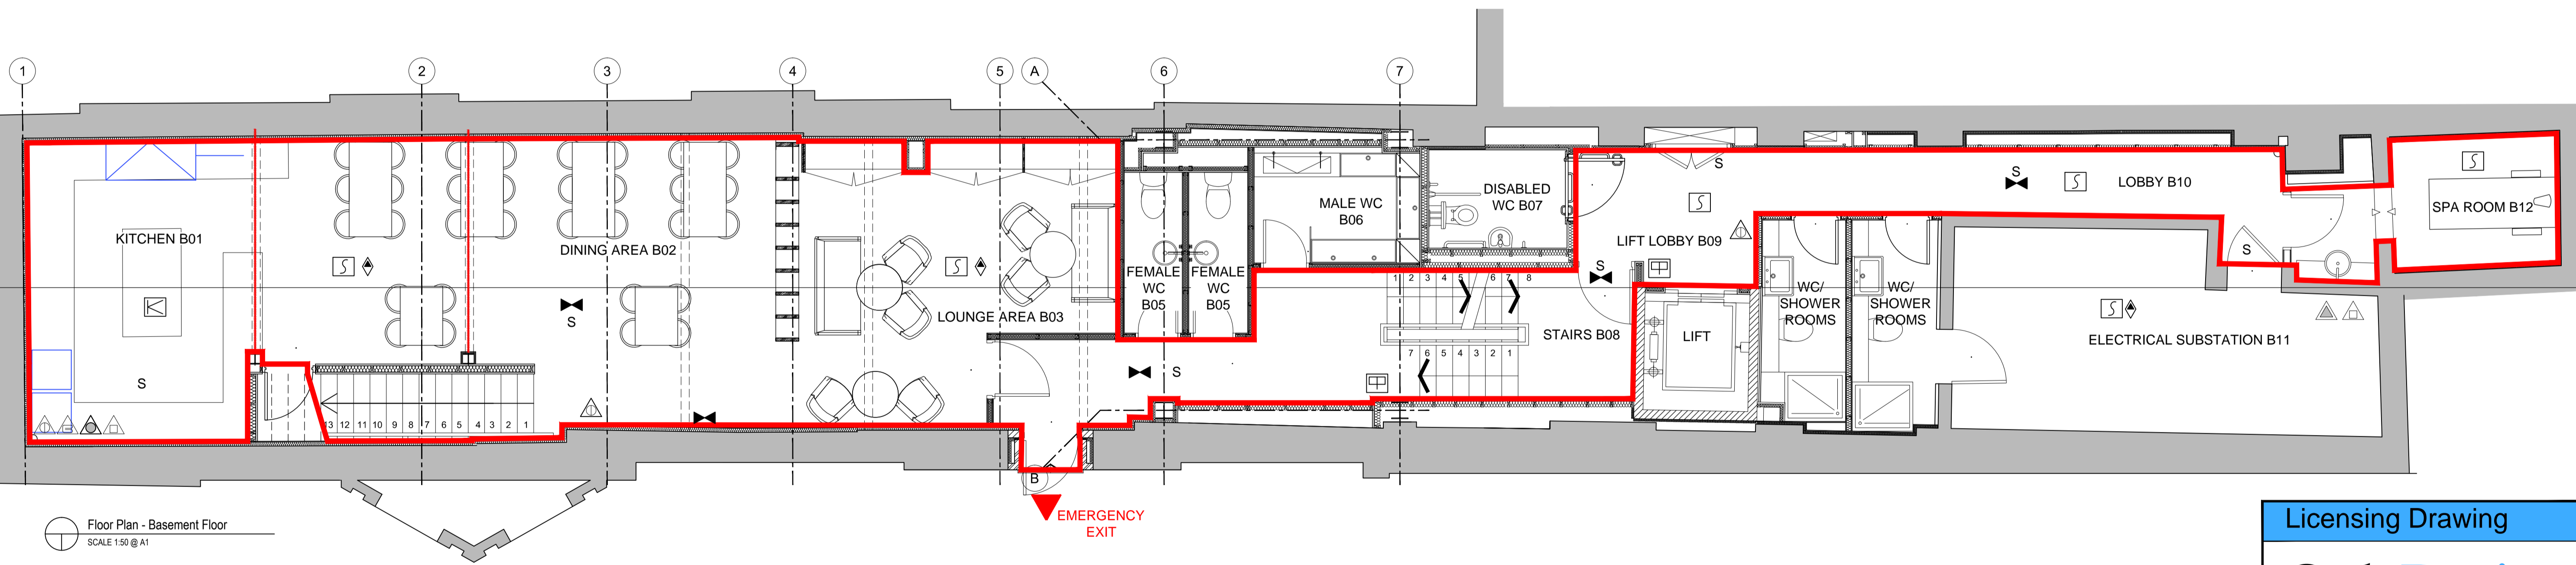 1
2
3
4
5
A
6
7
KITCHEN B01
DINING AREA B02
LOUNGE AREA B03
FEMALE
WC
B05
FEMALE
WC
B05
MALE WC
B06
DISABLED
WC B07
LIFT LOBBY B09
LOBBY B10
SPA ROOM B12
STAIRS B08
LIFT
WC/
SHOWER
ROOMS
WC/
SHOWER
ROOMS
ELECTRICAL SUBSTATION B11
S
S
S
S
S
S
S
S
S
S
S
S
S
K
1 2 3 4 5 6 7 8
7 6 5 4 3 2 1
13 12 11 10 9 8 7 6 5 4 3 2 1
B
EMERGENCY
EXIT
Floor Plan - Basement Floor
SCALE 1:50 @ A1
Licensing Drawing